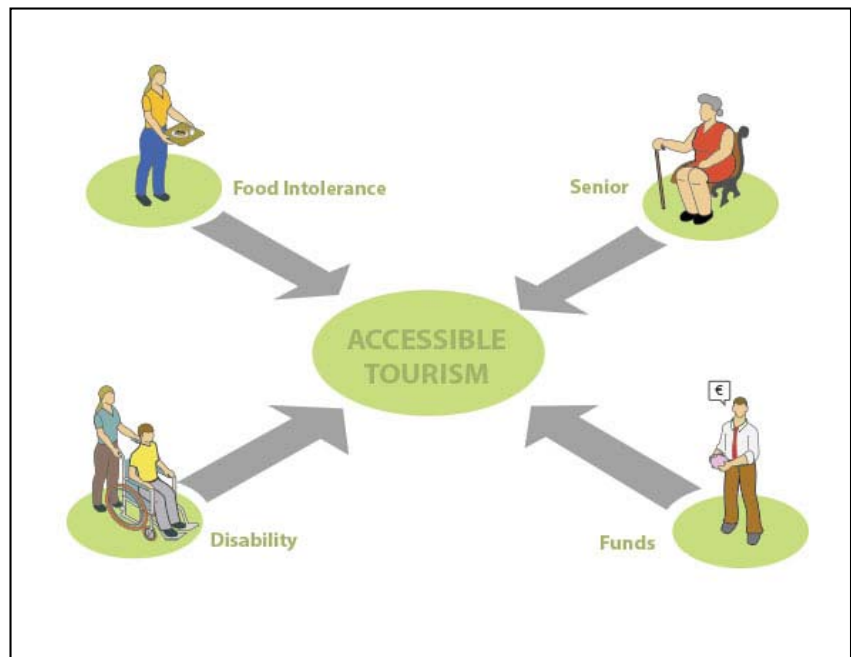 Food Intolerance
Senior
ACCESSIBLE
TOURISM
€
Disability
Funds